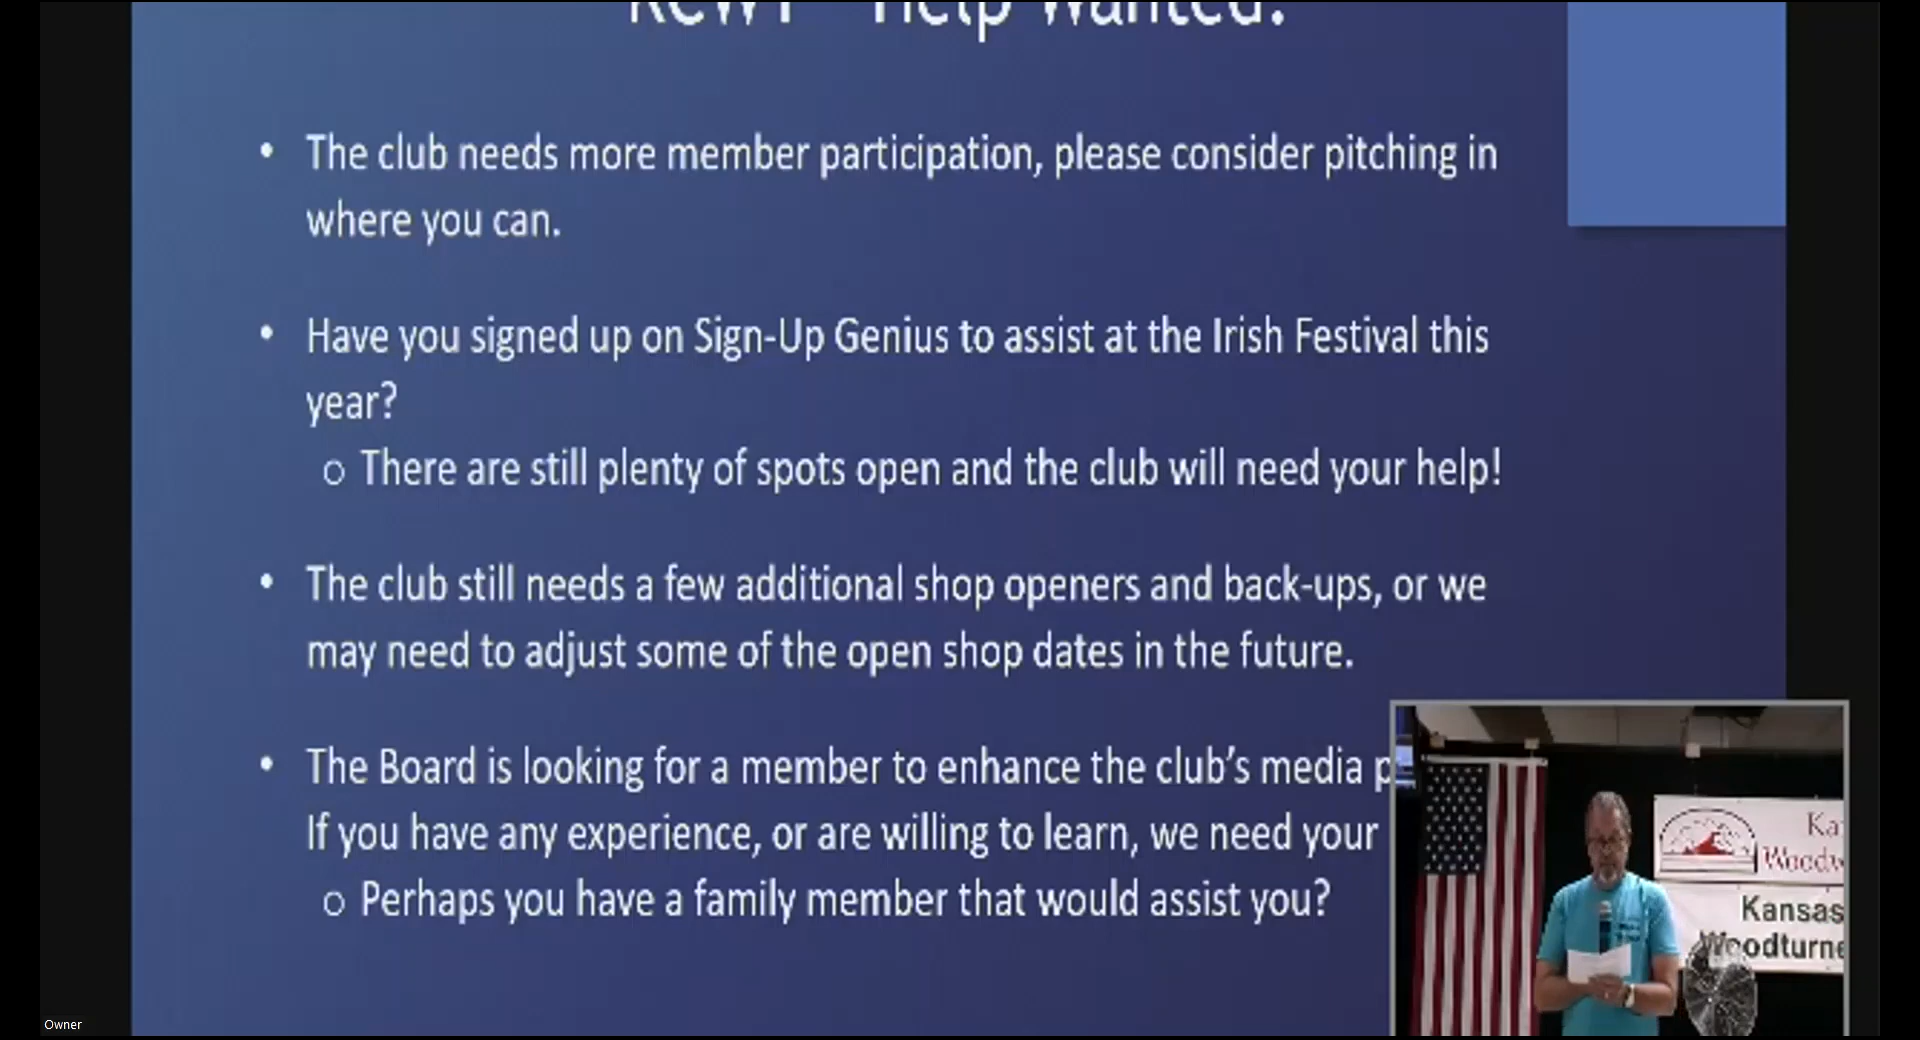 Help Wanted!
• The club needs more member participation, please consider pitching in
where you can.
• Have you signed up on Sign-Up Genius to assist at the Irish Festival this
year?
o There are still plenty of spots open and the club will need your help!
• The club still needs a few additional shop openers and back-ups, or we
may need to adjust some of the open shop dates in the future.
• The Board is looking for a member to enhance the club’s media p
If you have any experience, or are willing to learn, we need your
o Perhaps you have a family member that would assist you?
Ka
Woodw
Kansas
Woodturne
Owner